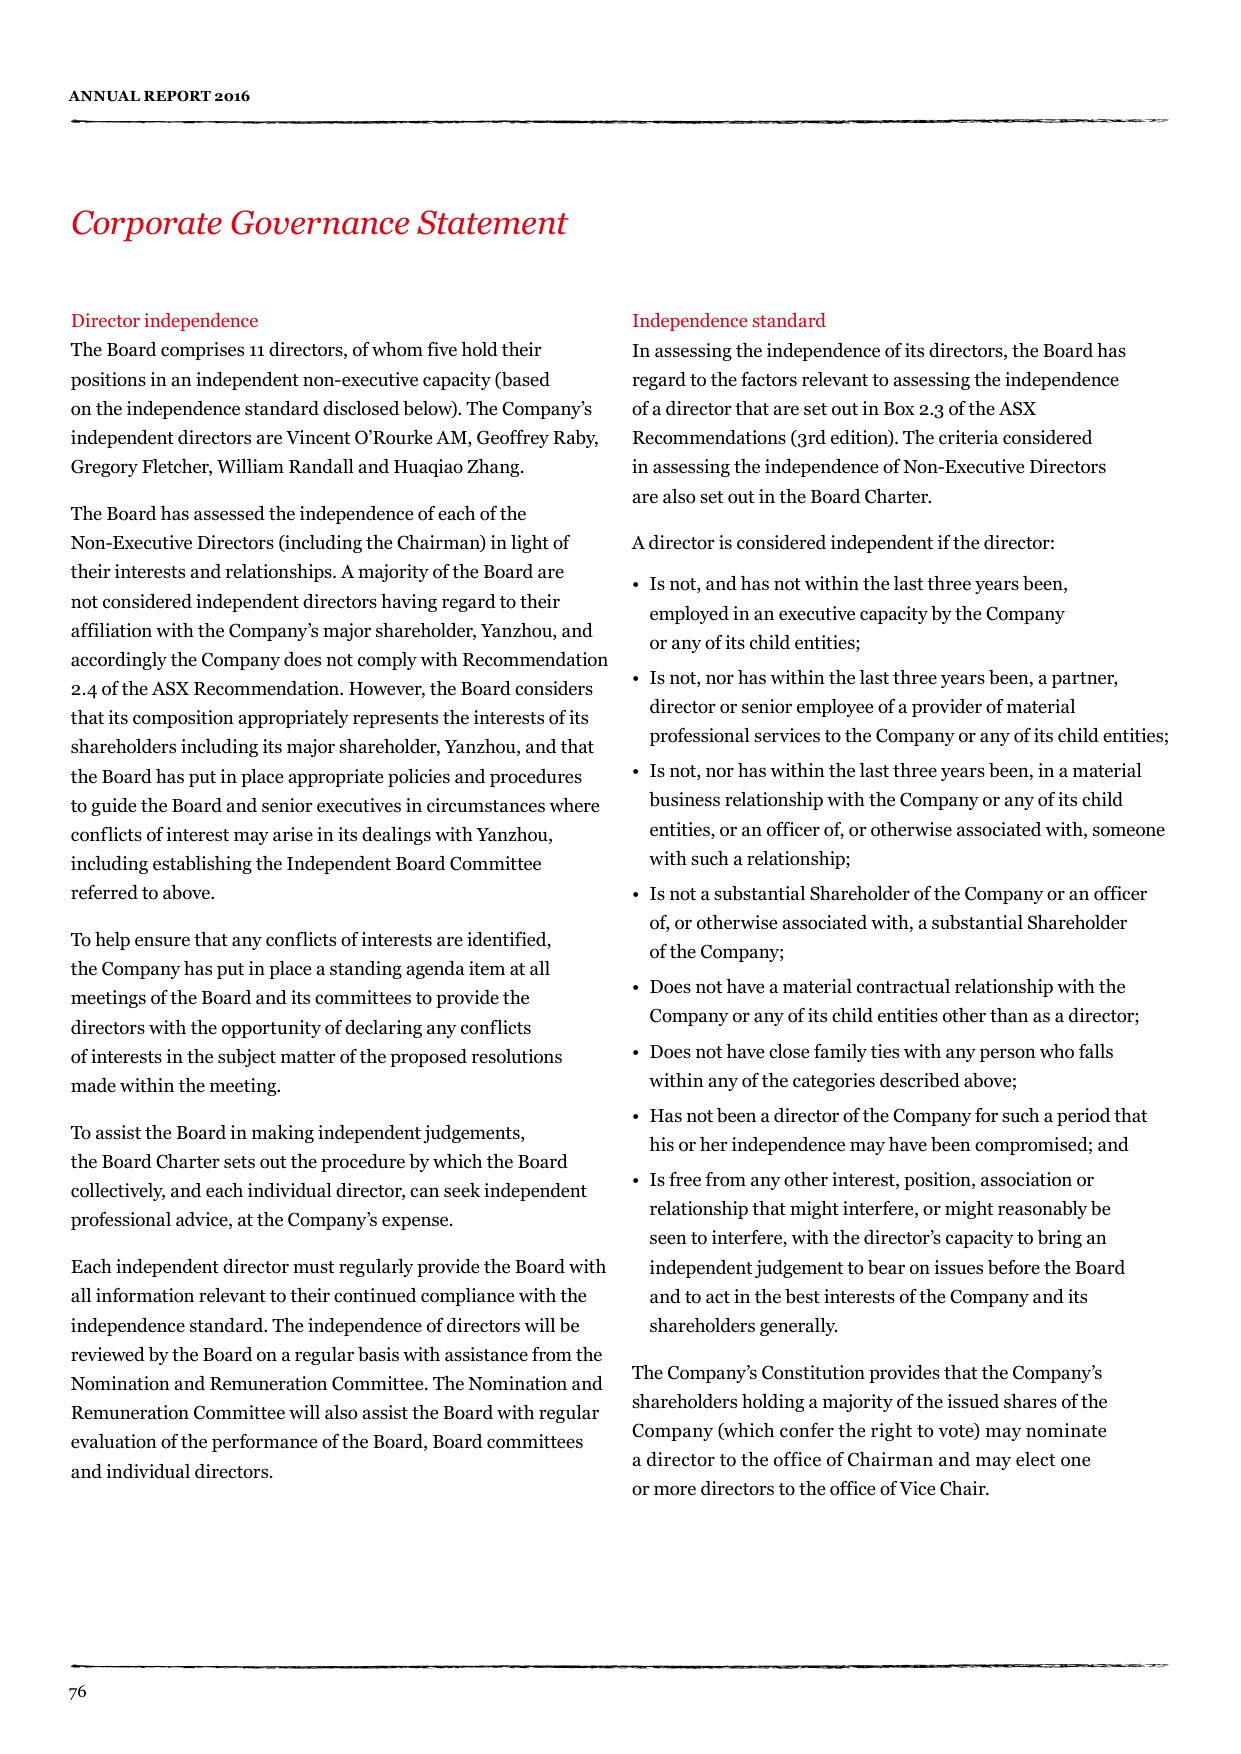 ANNUAL REPORT 2016
Corporate Governance Statement
Director independence
The Board comprises 11 directors, of whom five hold their
positions in an independent non-executive capacity (based
on the independence standard disclosed below). The Company’s
independent directors are Vincent O’Rourke AM, Geoffrey Raby,
Gregory Fletcher, William Randall and Huaqiao Zhang.
The Board has assessed the independence of each of the
Non-Executive Directors (including the Chairman) in light of
their interests and relationships. A majority of the Board are
not considered independent directors having regard to their
affiliation with the Company’s major shareholder, Yanzhou, and
accordingly the Company does not comply with Recommendation
2.4 of the ASX Recommendation. However, the Board considers
that its composition appropriately represents the interests of its
shareholders including its major shareholder, Yanzhou, and that
the Board has put in place appropriate policies and procedures
to guide the Board and senior executives in circumstances where
conflicts of interest may arise in its dealings with Yanzhou,
including establishing the Independent Board Committee
referred to above.
To help ensure that any conflicts of interests are identified,
the Company has put in place a standing agenda item at all
meetings of the Board and its committees to provide the
directors with the opportunity of declaring any conflicts
of interests in the subject matter of the proposed resolutions
made within the meeting.
To assist the Board in making independent judgements,
the Board Charter sets out the procedure by which the Board
collectively, and each individual director, can seek independent
professional advice, at the Company’s expense.
Each independent director must regularly provide the Board with
all information relevant to their continued compliance with the
independence standard. The independence of directors will be
reviewed by the Board on a regular basis with assistance from the
Nomination and Remuneration Committee. The Nomination and
Remuneration Committee will also assist the Board with regular
evaluation of the performance of the Board, Board committees
and individual directors.
Independence standard
In assessing the independence of its directors, the Board has
regard to the factors relevant to assessing the independence
of a director that are set out in Box 2.3 of the ASX
Recommendations (3rd edition). The criteria considered
in assessing the independence of Non-Executive Directors
are also set out in the Board Charter.
A director is considered independent if the director:
• Is not, and has not within the last three years been,
employed in an executive capacity by the Company
or any of its child entities;
• Is not, nor has within the last three years been, a partner,
director or senior employee of a provider of material
professional services to the Company or any of its child entities;
• Is not, nor has within the last three years been, in a material
business relationship with the Company or any of its child
entities, or an officer of, or otherwise associated with, someone
with such a relationship;
• Is not a substantial Shareholder of the Company or an officer
of, or otherwise associated with, a substantial Shareholder
of the Company;
• Does not have a material contractual relationship with the
Company or any of its child entities other than as a director;
• Does not have close family ties with any person who falls
within any of the categories described above;
• Has not been a director of the Company for such a period that
his or her independence may have been compromised; and
• Is free from any other interest, position, association or
relationship that might interfere, or might reasonably be
seen to interfere, with the director’s capacity to bring an
independent judgement to bear on issues before the Board
and to act in the best interests of the Company and its
shareholders generally.
The Company’s Constitution provides that the Company’s
shareholders holding a majority of the issued shares of the
Company (which confer the right to vote) may nominate
a director to the office of Chairman and may elect one
or more directors to the office of Vice Chair.
76